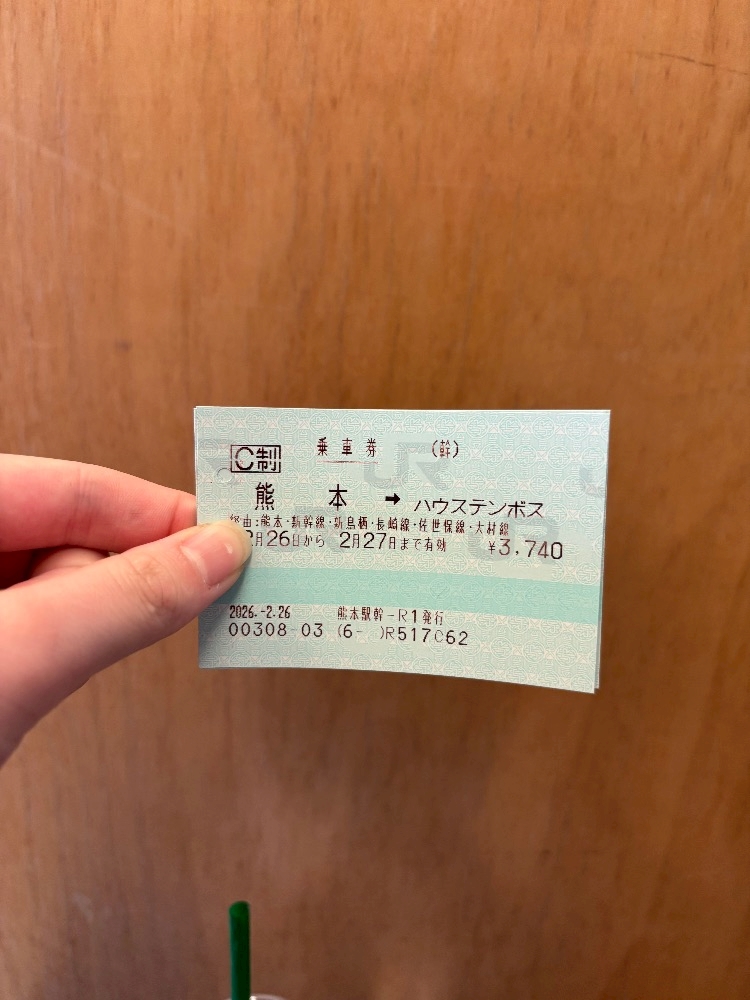 C制 乗車券 (幹)
熊本 → ハウステンボス
経由:熊本・新幹線・新鳥栖・長崎線・佐世保線・大村線
2月26日から 2月27日まで有効 ¥3,740
2026.-2.26 熊本駅幹-R1発行
00308-03 (6- )R517062